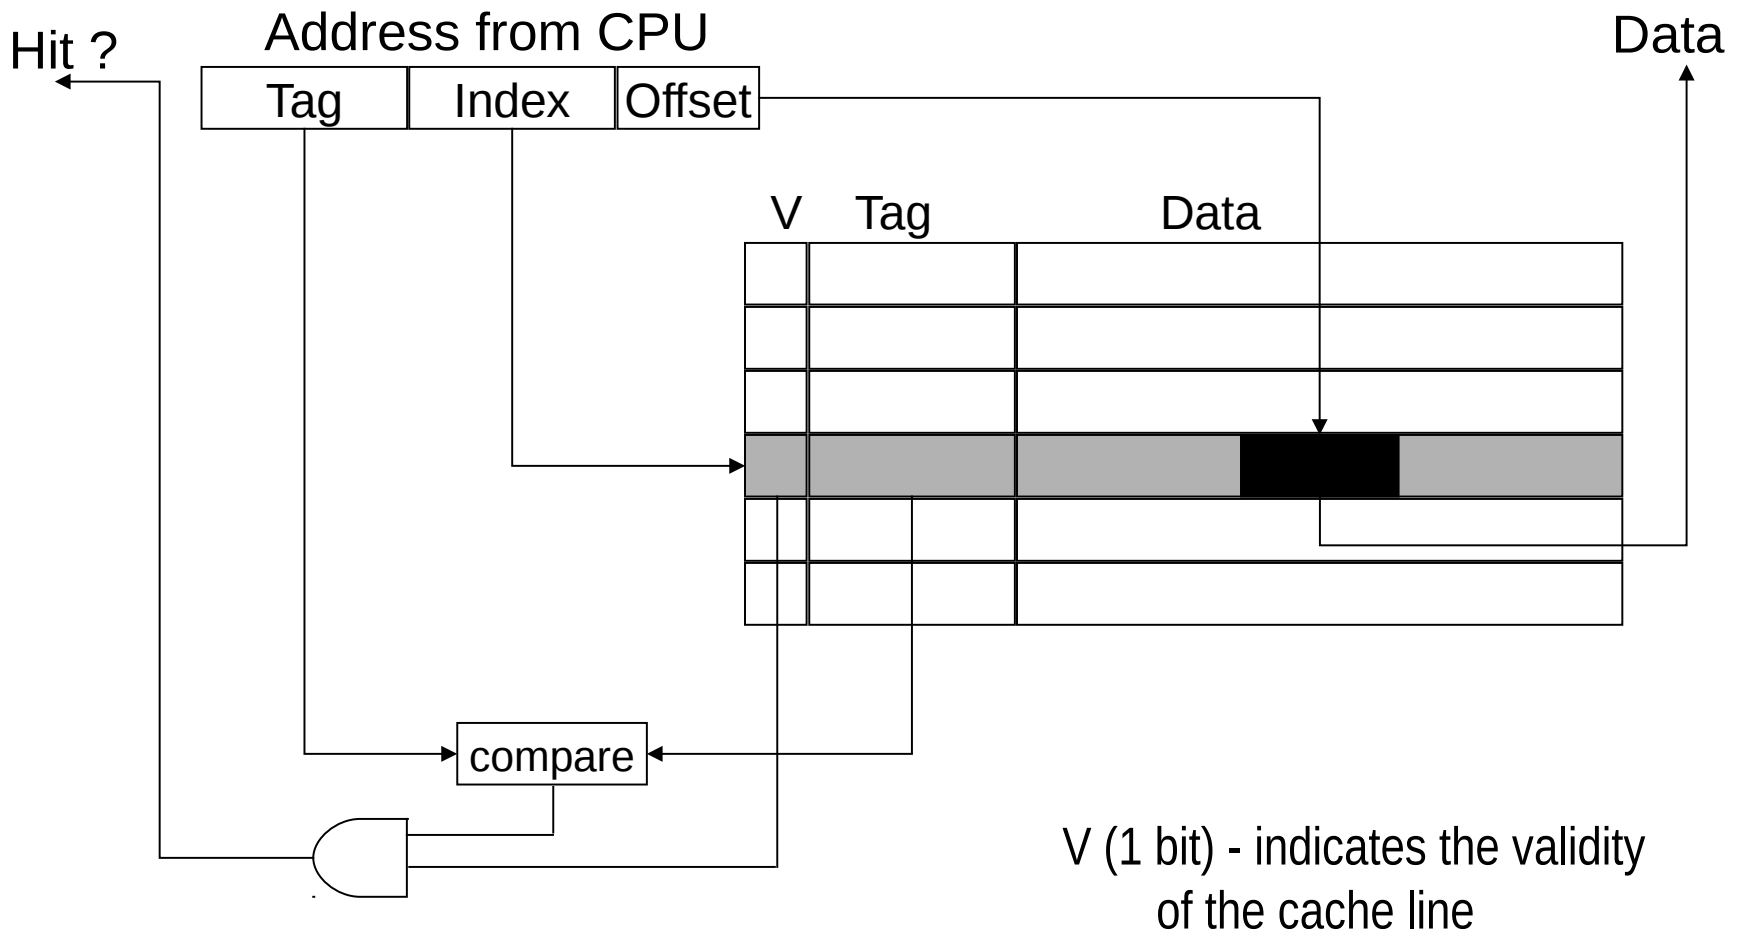 Hit ?
Address from CPU
Data
Tag
Index
Offset
V
Tag
Data
compare
V (1 bit) - indicates the validity
of the cache line